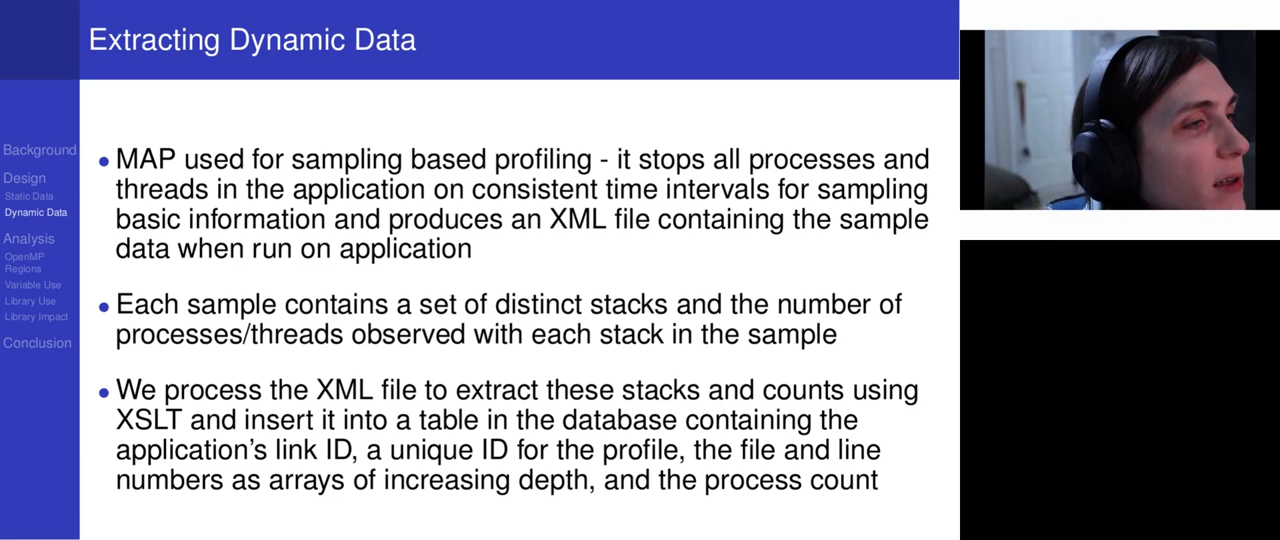 Extracting Dynamic Data
Background
Design
Static Data
Dynamic Data
Analysis
OpenMP
Regions
Variable Use
Library Use
Library Impact
Conclusion
• MAP used for sampling based profiling - it stops all processes and
threads in the application on consistent time intervals for sampling
basic information and produces an XML file containing the sample
data when run on application
• Each sample contains a set of distinct stacks and the number of
processes/threads observed with each stack in the sample
• We process the XML file to extract these stacks and counts using
XSLT and insert it into a table in the database containing the
application's link ID, a unique ID for the profile, the file and line
numbers as arrays of increasing depth, and the process count